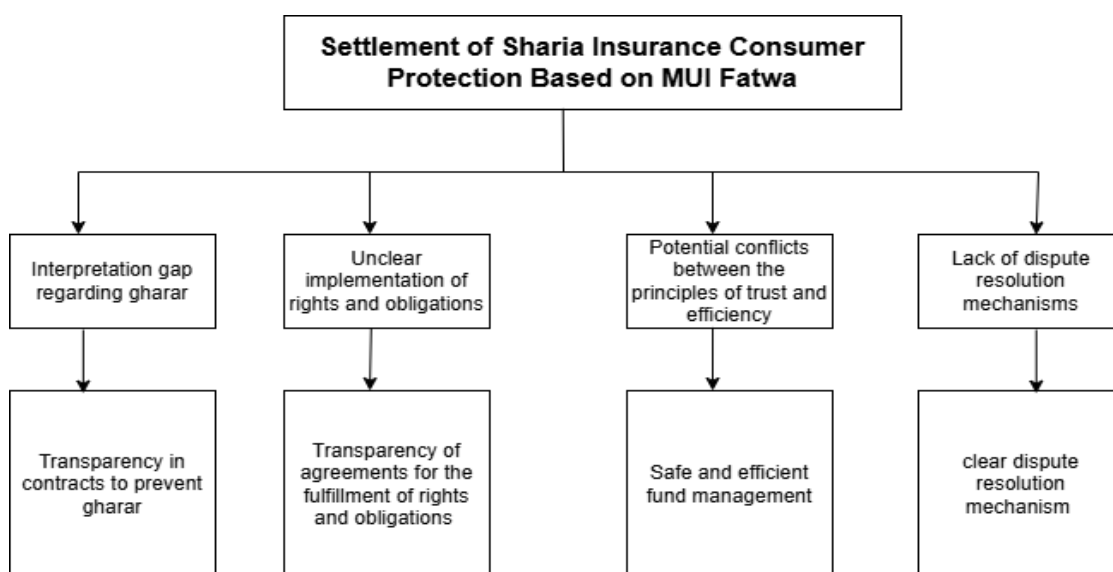 Settlement of Sharia Insurance Consumer
Protection Based on MUI Fatwa
Interpretation gap
regarding gharar
Unclear
implementation of
rights and obligations
Potential conflicts
between the
principles of trust and
efficiency
Lack of dispute
resolution
mechanisms
Transparency in
contracts to prevent
gharar
Transparency of
agreements for the
fulfillment of rights
and obligations
Safe and efficient
fund management
clear dispute
resolution
mechanism